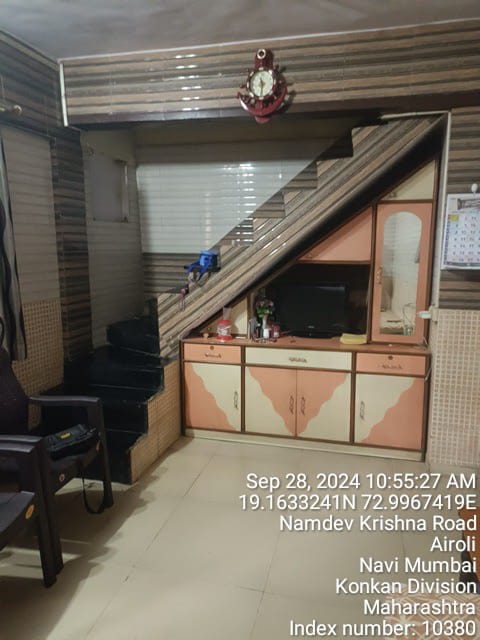 Sep 28, 2024 10:55:27 AM
19.1633241N 72.9967419E
Namdev Krishna Road
Airoli
Navi Mumbai
Konkan Division
Maharashtra
Index number: 10380